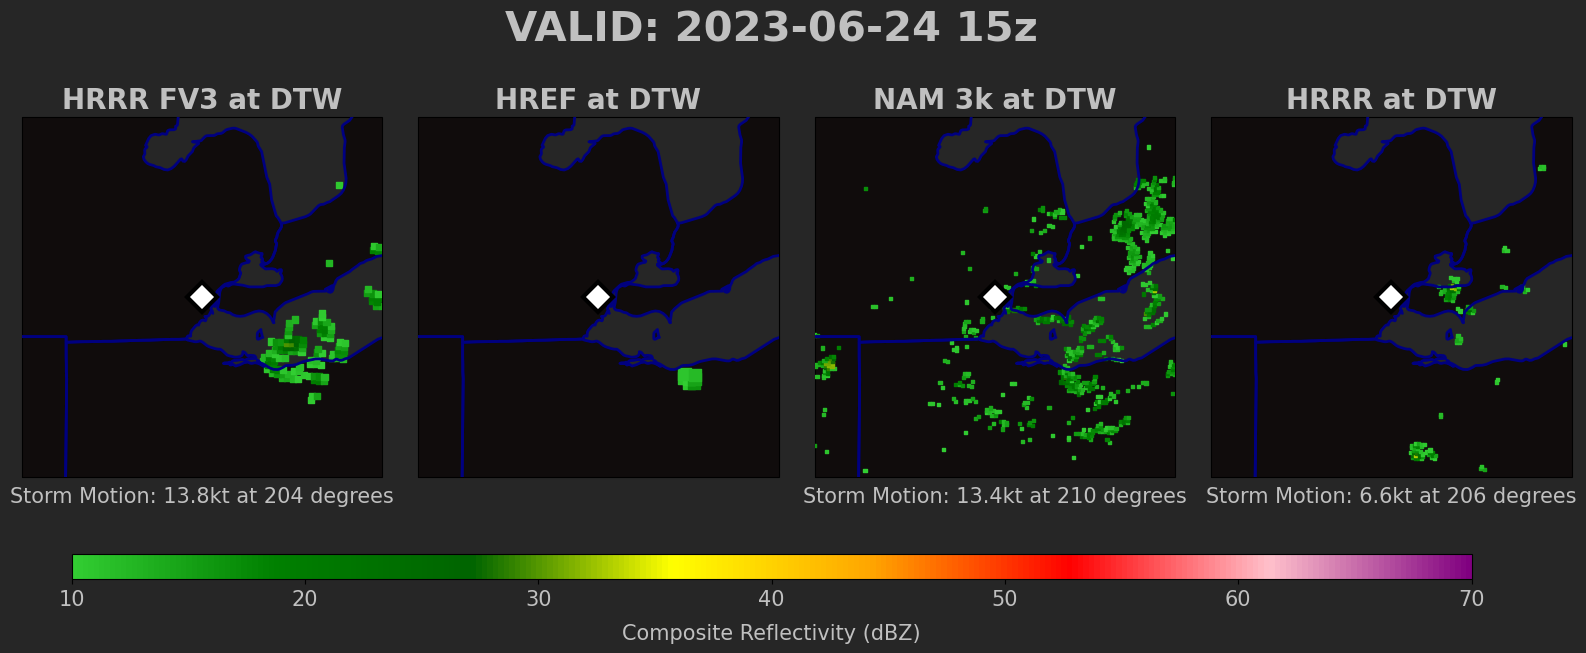 VALID: 2023-06-24 15z
HRRR FV3 at DTW
HREF at DTW
NAM 3k at DTW
HRRR at DTW
Storm Motion: 13.8kt at 204 degrees
Storm Motion: 13.4kt at 210 degrees
Storm Motion: 6.6kt at 206 degrees
10 20 30 40 50 60 70
Composite Reflectivity (dBZ)